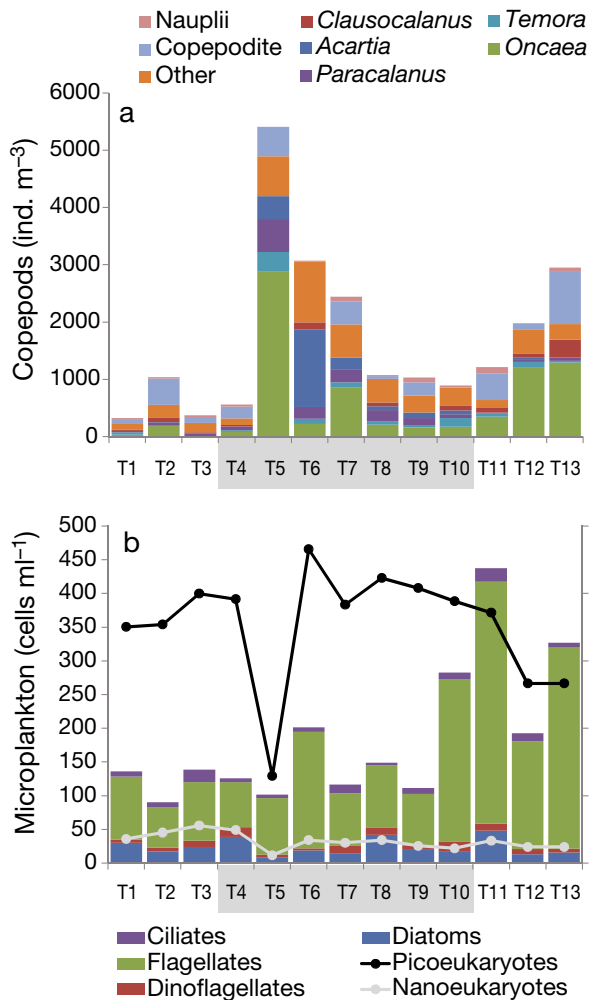 Nauplii Clausocalanus Temora
Copepodite Acartia Oncaea
Other Paracalanus
a
Copepods (ind. m⁻³)
6000
5000
4000
3000
2000
1000
0
T1 T2 T3 T4 T5 T6 T7 T8 T9 T10 T11 T12 T13
b
Microplankton (cells ml⁻¹)
500
450
400
350
300
250
200
150
100
50
0
T1 T2 T3 T4 T5 T6 T7 T8 T9 T10 T11 T12 T13
Ciliates Diatoms
Flagellates Picoeukaryotes
Dinoflagellates Nanoeukaryotes